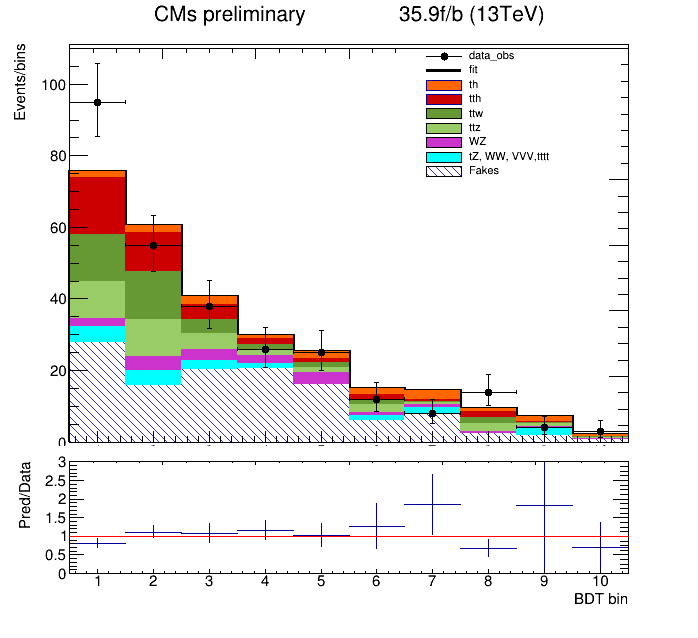 CMs preliminary 35.9f/b (13TeV)
Events/bins
data_obs
fit
th
tth
ttw
ttz
WZ
tZ, WW, VVV,tttt
Fakes
100
80
60
40
20
0
Pred/Data
3
2.5
2
1.5
1
0.5
0
1 2 3 4 5 6 7 8 9 10
BDT bin